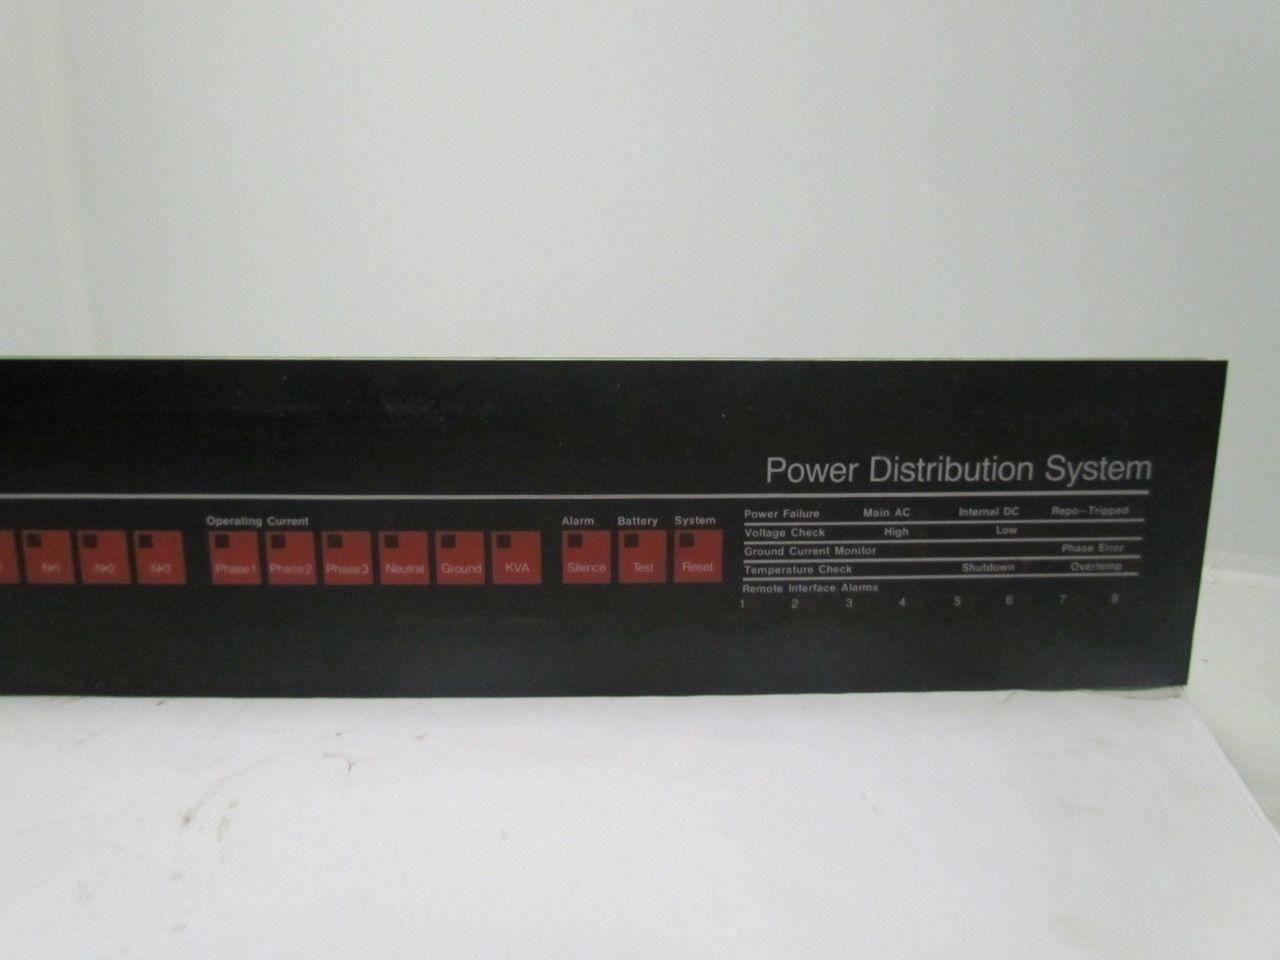 Power Distribution System
Operating Current
Alarm Battery System
N•1 N•2 N•3 Phase1 Phase2 Phase3 Neutral Ground KVA Silence Test Reset
Power Failure Main AC Internal DC Repo-Tripped
Voltage Check High Low
Ground Current Monitor Phase Error
Temperature Check Shutdown Overtemp
Remote Interface Alarms
1 2 3 4 5 6 7 8